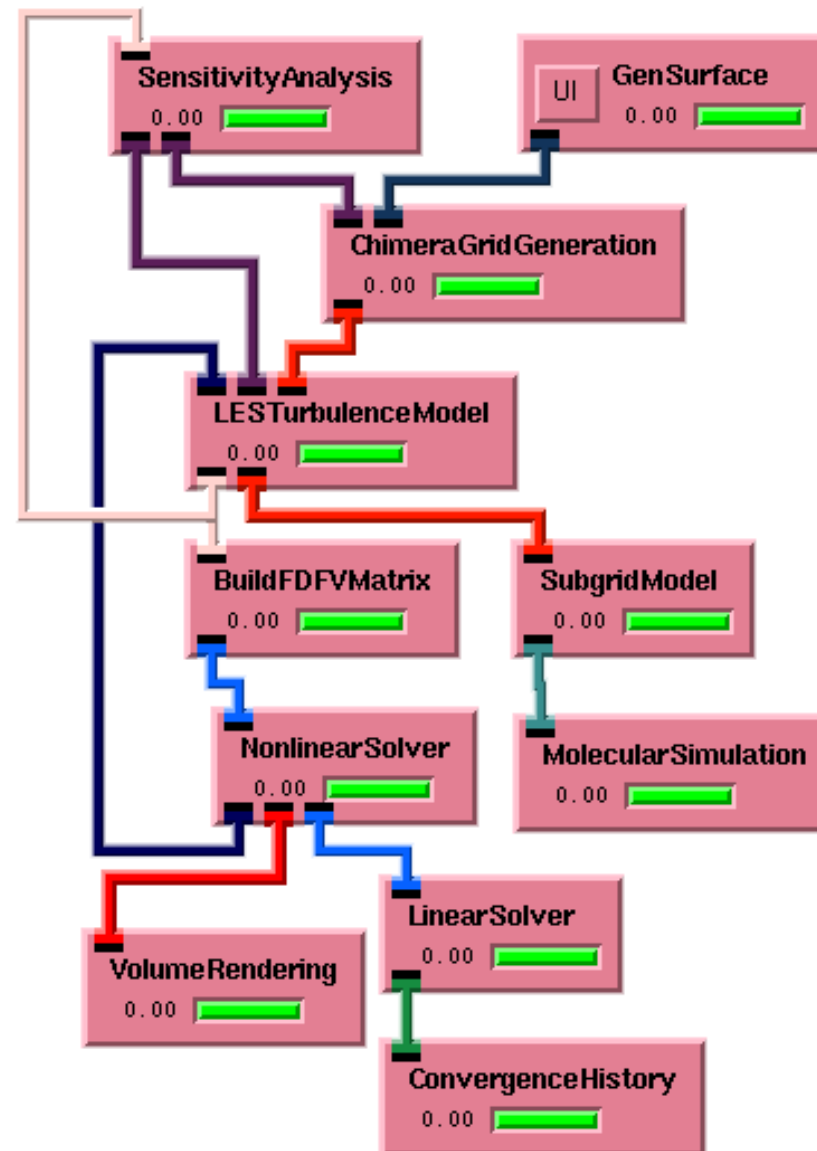 SensitivityAnalysis
0.00
UI
GenSurface
0.00
ChimeraGridGeneration
0.00
LESTurbulenceModel
0.00
BuildFDFVMatrix
0.00
SubgridModel
0.00
NonlinearSolver
0.00
MolecularSimulation
0.00
LinearSolver
0.00
VolumeRendering
0.00
ConvergenceHistory
0.00